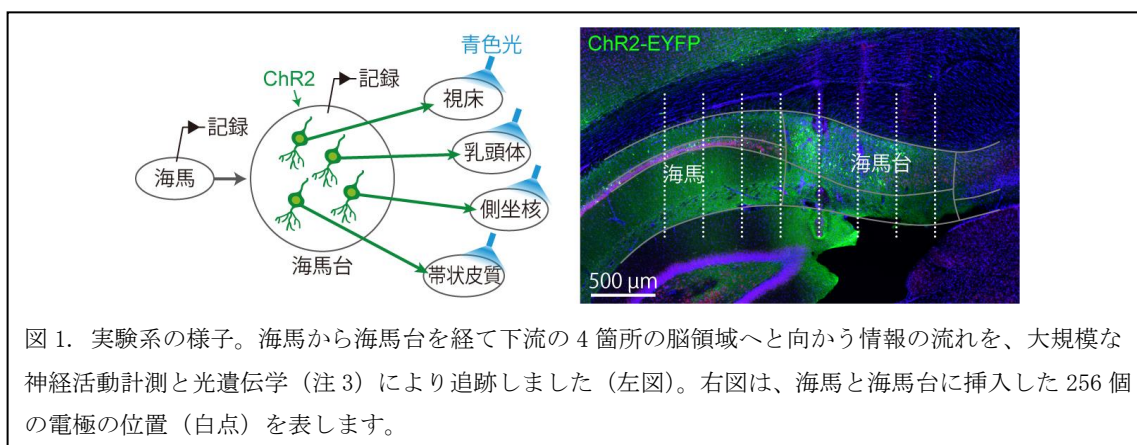 青色光
ChR2
記録
視床
記録
乳頭体
海馬
側坐核
海馬台
帯状皮質
ChR2-EYFP
海馬
海馬台
500 μm
図 1. 実験系の様子。海馬から海馬台を経て下流の 4 箇所の脳領域へと向かう情報の流れを、大規模な
神経活動計測と光遺伝学（注 3）により追跡しました（左図）。右図は、海馬と海馬台に挿入した 256 個
の電極の位置（白点）を表します。